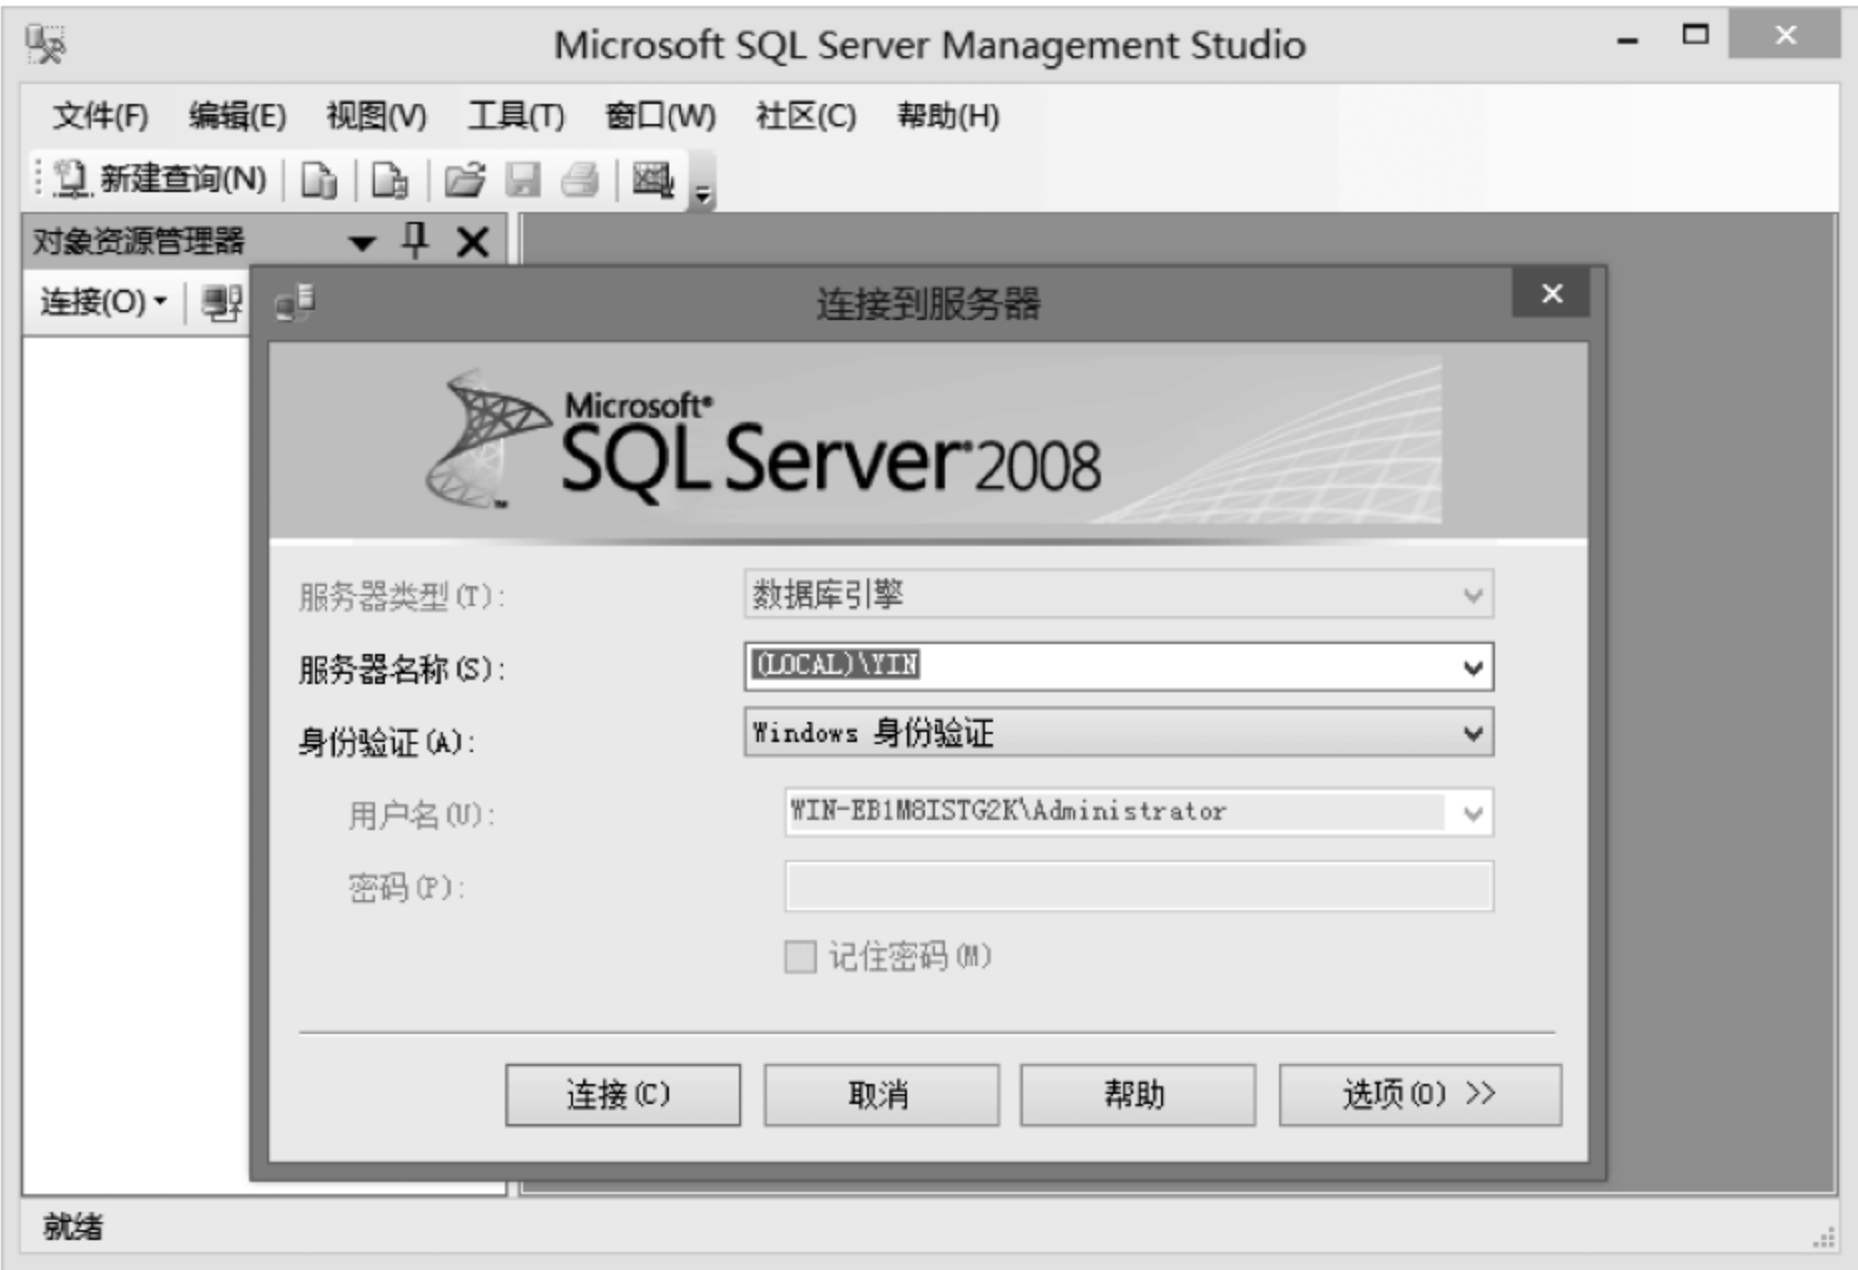 Microsoft SQL Server Management Studio
文件(F) 编辑(E) 视图(V) 工具(T) 窗口(W) 社区(C) 帮助(H)
新建查询(N)
对象资源管理器
连接(O)
连接到服务器
Microsoft®
SQL Server® 2008
服务器类型(T): 数据库引擎
服务器名称(S): (LOCAL)\YIN
身份验证(A): Windows 身份验证
用户名(U): WIN-EB1M8ISTG2K\Administrator
密码(P):
记住密码(M)
连接(C) 取消 帮助 选项(O) >>
就绪